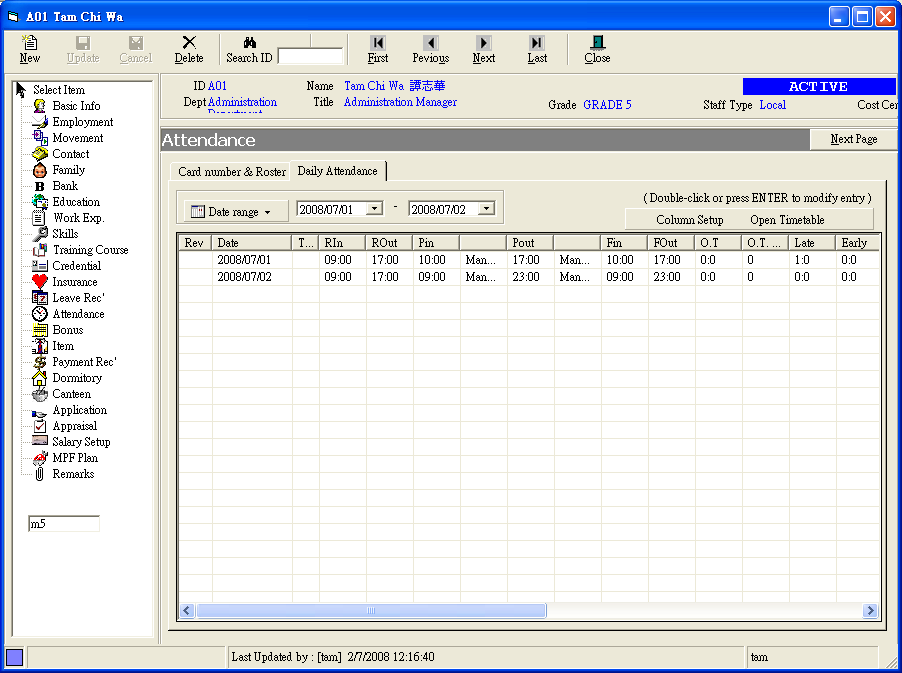 A01 Tam Chi Wa
New Update Cancel Delete Search ID First Pevious Next Last Close
Select Item
Basic Info
Employment
Movement
Contact
Family
Bank
Education
Work Exp.
Skills
Training Course
Credential
Insurance
Leave Rec'
Attendance
Bonus
Item
Payment Rec'
Dormitory
Canteen
Application
Appraisal
Salary Setup
MPF Plan
Remarks
m5
ID A01 Name Tam Chi Wa 譚志華 ACTIVE
Dept Administration Department Title Administration Manager Grade GRADE 5 Staff Type Local Cost Cen
Attendance Next Page
Card number & Roster Daily Attendance
( Double-click or press ENTER to modify entry )
Date range 2008/07/01 - 2008/07/02
Column Setup Open Timetable
Rev Date T... RIn ROut Pin Pout Fin FOut O.T O.T. ... Late Early
2008/07/01 09:00 17:00 10:00 Man... 17:00 Man... 10:00 17:00 0:0 0 1:0 0:0
2008/07/02 09:00 17:00 09:00 Man... 23:00 Man... 09:00 23:00 0:0 0 0:0 0:0
Last Updated by : [tam] 2/7/2008 12:16:40 tam